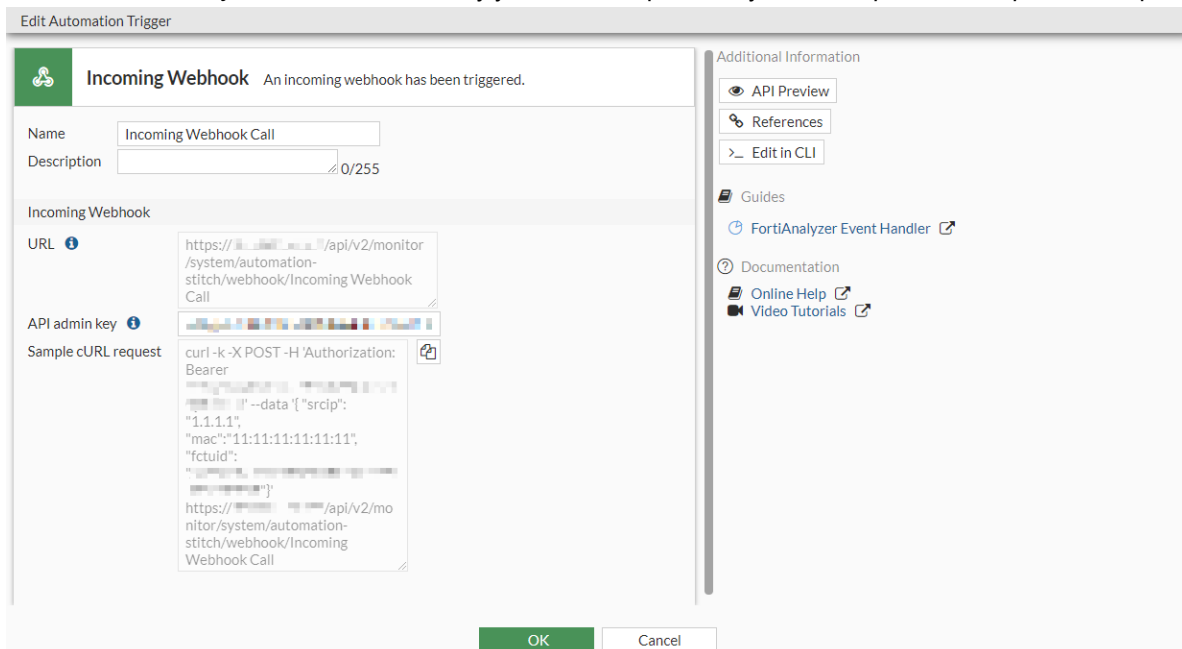 Edit Automation Trigger
Incoming Webhook An incoming webhook has been triggered.
Name Incoming Webhook Call
Description 0/255
Incoming Webhook
URL https:// /api/v2/monitor
/system/automation-
stitch/webhook/Incoming Webhook
Call
API admin key
Sample cURL request curl -k -X POST -H 'Authorization:
Bearer
' --data '{ "srcip":
"1.1.1.1",
"mac":"11:11:11:11:11:11",
"fctuid":
" "}'
https:// /api/v2/mo
nitor/system/automation-
stitch/webhook/Incoming
Webhook Call
Additional Information
API Preview
References
>_ Edit in CLI
Guides
FortiAnalyzer Event Handler
Documentation
Online Help
Video Tutorials
OK Cancel